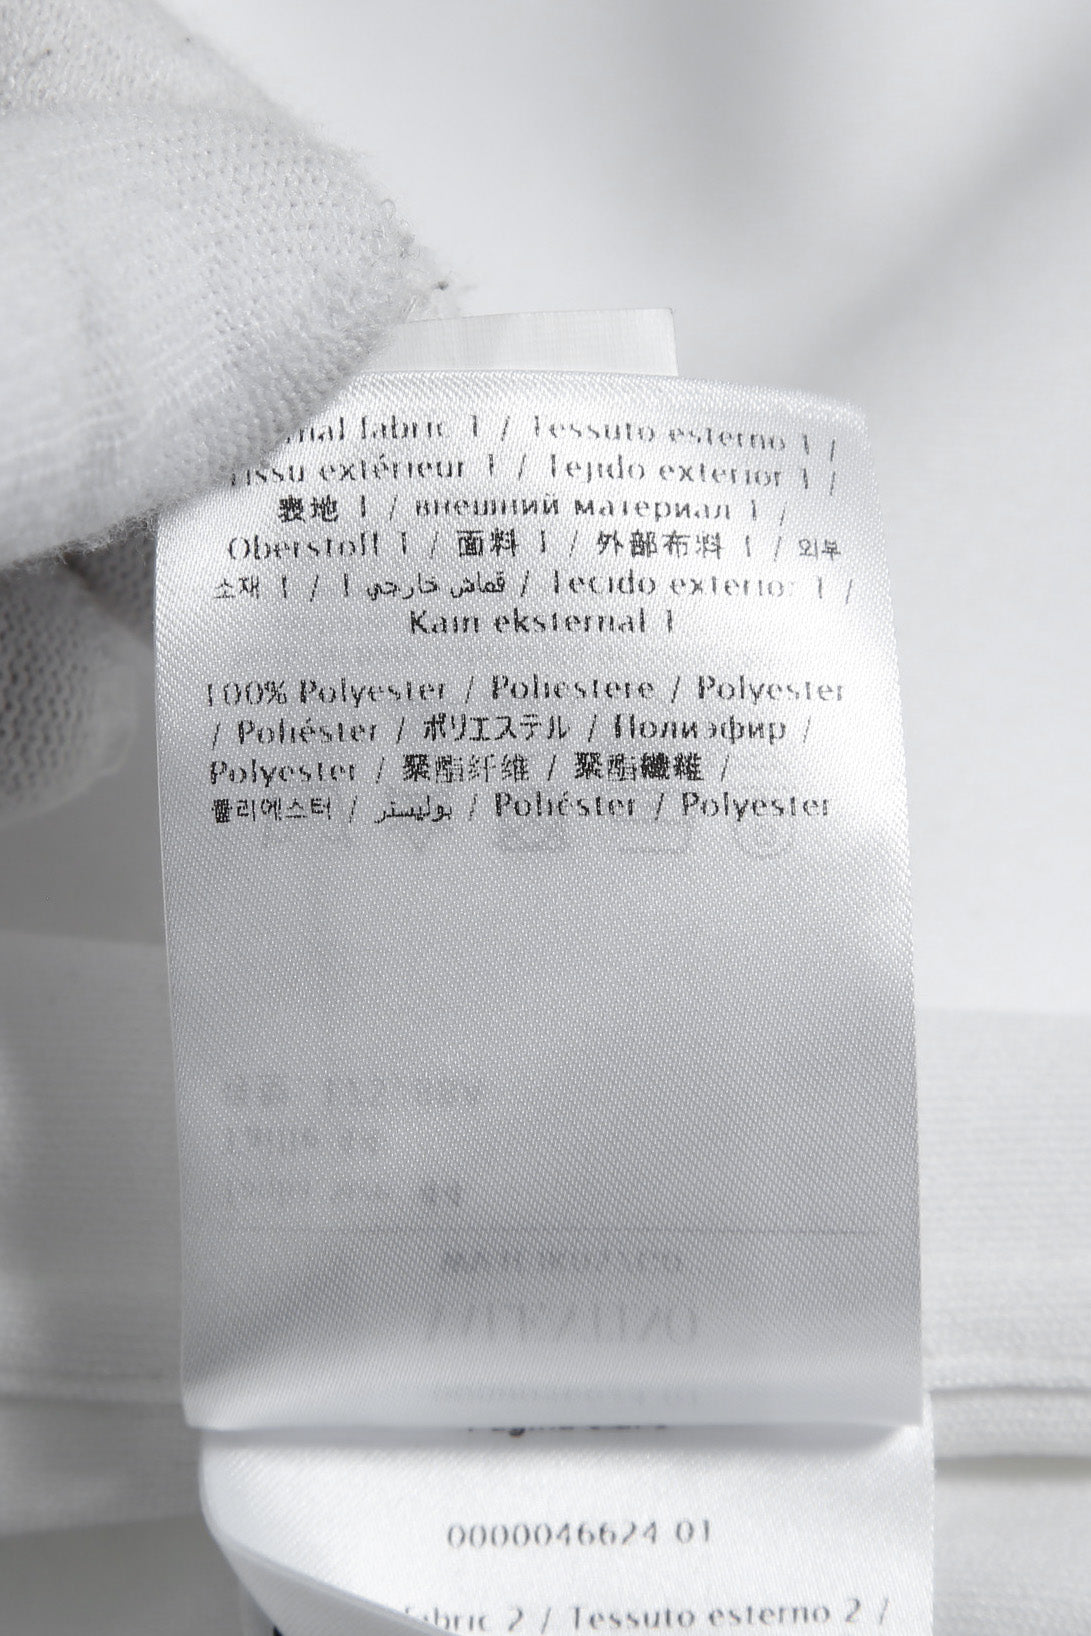 fabric 1 / Tessuto esterno 1 /
Tissu extérieur 1 / Tejido exterior 1 /
表地 1 / внешний материал 1 /
Oberstoff 1 / 面料 1 / 外部布料 1 / 외부
소재 1 / قماش خارجي 1 / Tecido exterior 1 /
Kain eksternal 1
100% Polyester / Poliestere / Polyester
/ Poliéster / ポリエステル / Полиэфир /
Polyester / 聚酯纤维 / 聚酯纖維 /
폴리에스터 / بوليستر / Poliéster / Polyester
0000046624 01
fabric 2 / Tessuto esterno 2 /